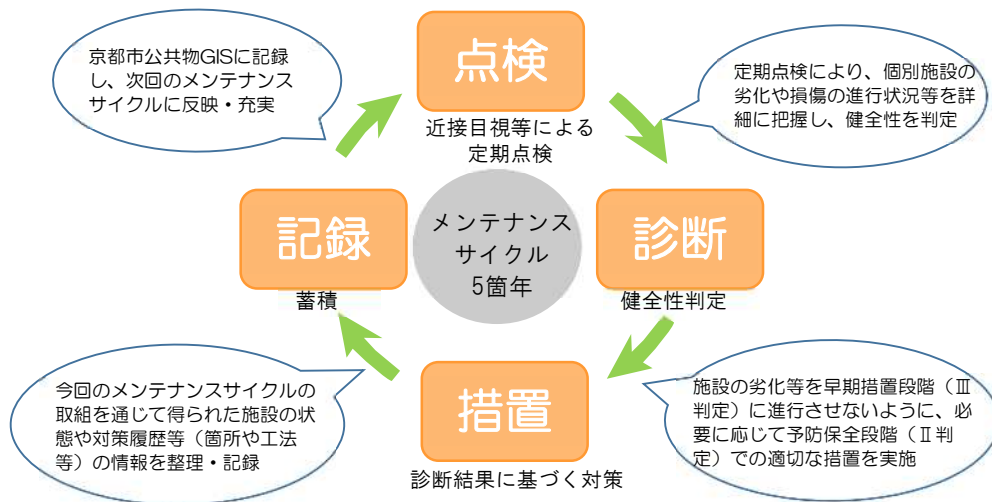 京都市公共物GISに記録
し、次回のメンテナンス
サイクルに反映・充実
点検
近接目視等による
定期点検
定期点検により、個別施設の
劣化や損傷の進行状況等を詳
細に把握し、健全性を判定
記録
蓄積
メンテナンス
サイクル
5箇年
診断
健全性判定
今回のメンテナンスサイクルの
取組を通じて得られた施設の状
態や対策履歴等（箇所や工法
等）の情報を整理・記録
措置
診断結果に基づく対策
施設の劣化等を早期措置段階（Ⅲ
判定）に進行させないように、必
要に応じて予防保全段階（Ⅱ判
定）での適切な措置を実施